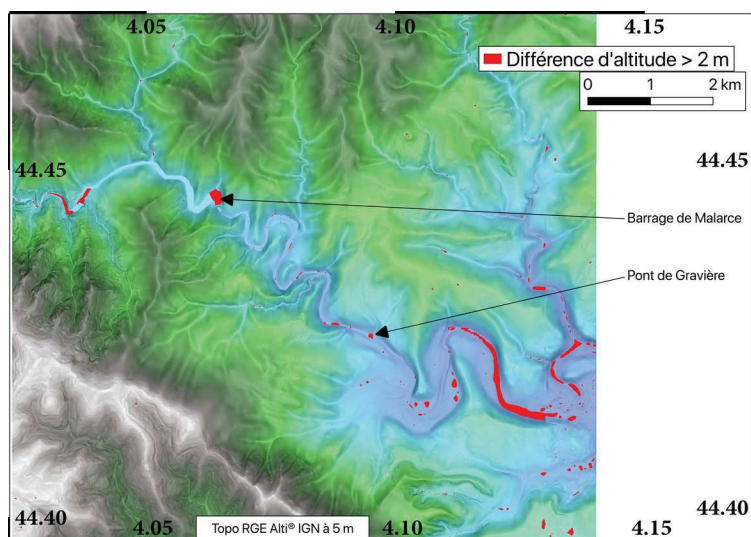 4.05 4.10 4.15
Différence d'altitude > 2 m
0 1 2 km
44.45 44.45
Barrage de Malarce
Pont de Gravière
44.40 44.40
4.05 4.10 4.15
Topo RGE Alti® IGN à 5 m